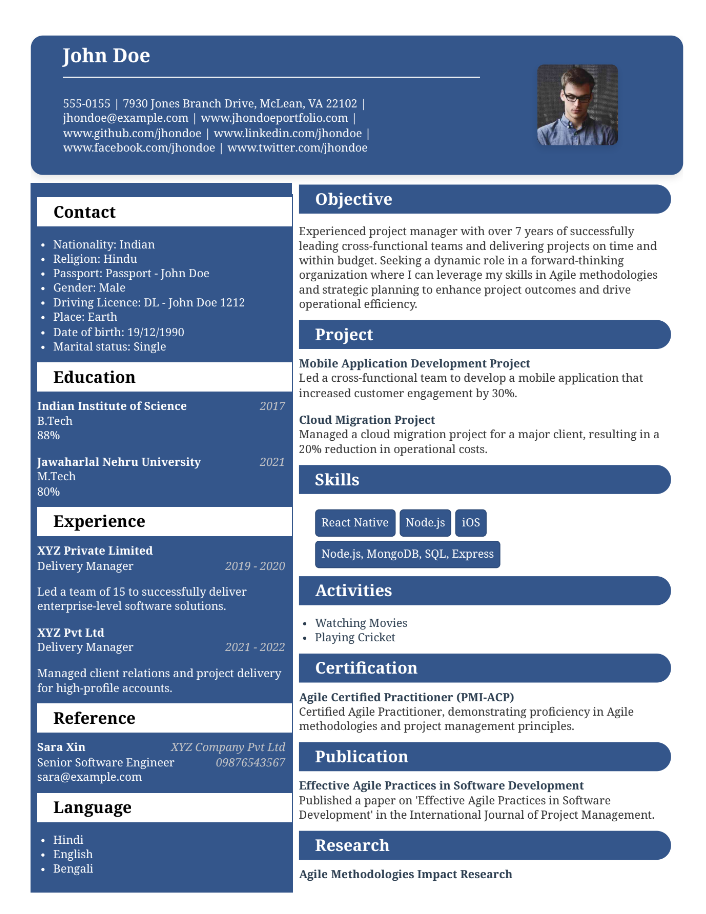 John Doe
555-0155 | 7930 Jones Branch Drive, McLean, VA 22102 |
jhondoe@example.com | www.jhondoeportfolio.com |
www.github.com/jhondoe | www.linkedin.com/jhondoe |
www.facebook.com/jhondoe | www.twitter.com/jhondoe
Contact
• Nationality: Indian
• Religion: Hindu
• Passport: Passport - John Doe
• Gender: Male
• Driving Licence: DL - John Doe 1212
• Place: Earth
• Date of birth: 19/12/1990
• Marital status: Single
Education
Indian Institute of Science 2017
B.Tech
88%
Jawaharlal Nehru University 2021
M.Tech
80%
Experience
XYZ Private Limited
Delivery Manager 2019 - 2020
Led a team of 15 to successfully deliver
enterprise-level software solutions.
XYZ Pvt Ltd
Delivery Manager 2021 - 2022
Managed client relations and project delivery
for high-profile accounts.
Reference
Sara Xin XYZ Company Pvt Ltd
Senior Software Engineer 09876543567
sara@example.com
Language
• Hindi
• English
• Bengali
Objective
Experienced project manager with over 7 years of successfully
leading cross-functional teams and delivering projects on time and
within budget. Seeking a dynamic role in a forward-thinking
organization where I can leverage my skills in Agile methodologies
and strategic planning to enhance project outcomes and drive
operational efficiency.
Project
Mobile Application Development Project
Led a cross-functional team to develop a mobile application that
increased customer engagement by 30%.
Cloud Migration Project
Managed a cloud migration project for a major client, resulting in a
20% reduction in operational costs.
Skills
React Native Node.js iOS
Node.js, MongoDB, SQL, Express
Activities
• Watching Movies
• Playing Cricket
Certification
Agile Certified Practitioner (PMI-ACP)
Certified Agile Practitioner, demonstrating proficiency in Agile
methodologies and project management principles.
Publication
Effective Agile Practices in Software Development
Published a paper on 'Effective Agile Practices in Software
Development' in the International Journal of Project Management.
Research
Agile Methodologies Impact Research